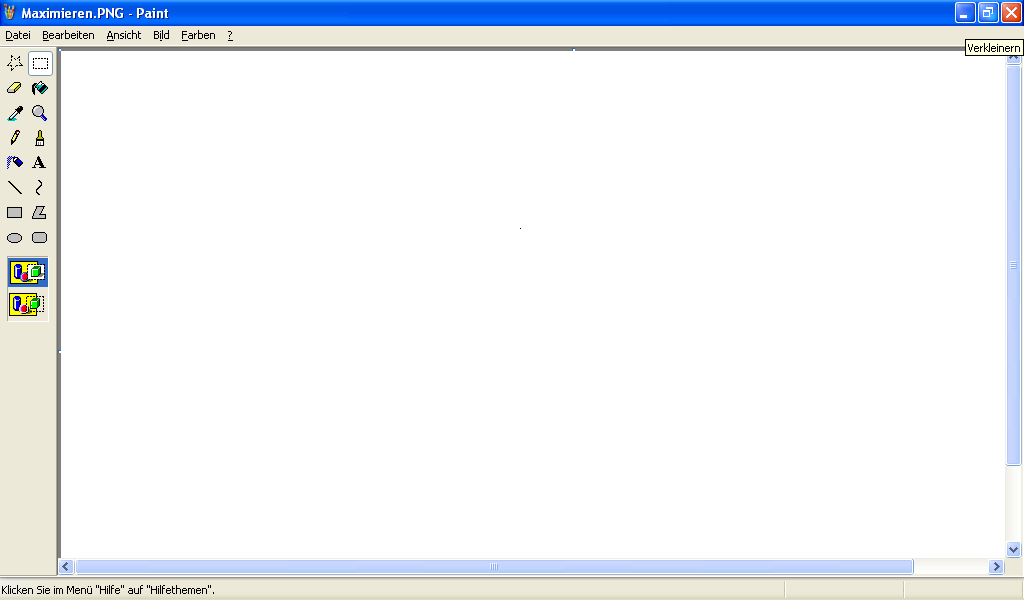 Maximieren.PNG - Paint
Datei Bearbeiten Ansicht Bild Farben ?
Verkleinern
A
Klicken Sie im Menü "Hilfe" auf "Hilfethemen".